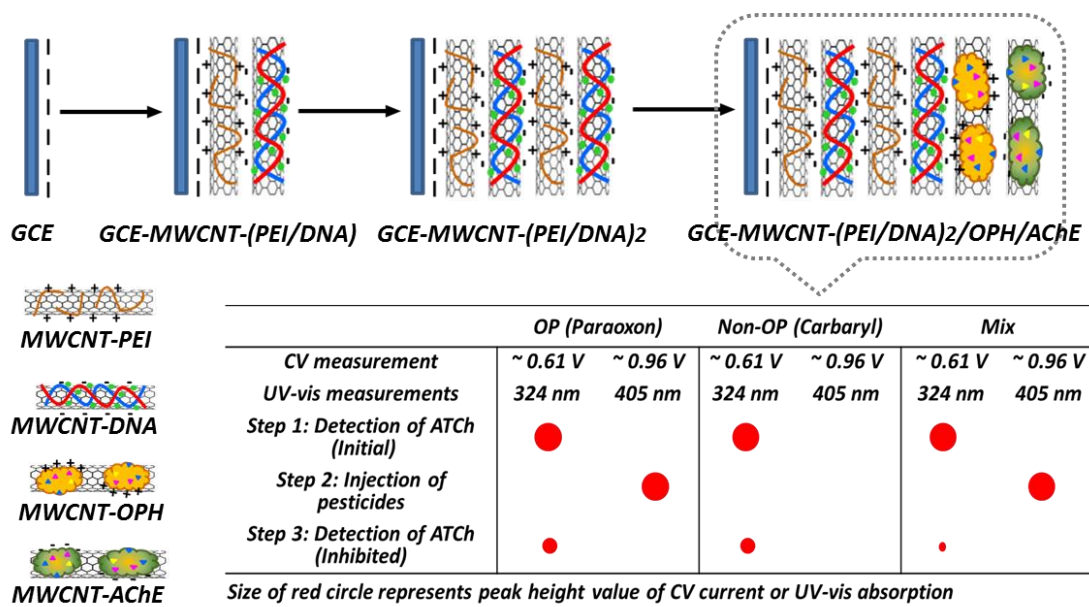 GCE
GCE-MWCNT-(PEI/DNA)
GCE-MWCNT-(PEI/DNA)2
GCE-MWCNT-(PEI/DNA)2/OPH/AChE
MWCNT-PEI
MWCNT-DNA
MWCNT-OPH
MWCNT-AChE
OP (Paraoxon) Non-OP (Carbaryl) Mix
CV measurement ~ 0.61 V ~ 0.96 V ~ 0.61 V ~ 0.96 V ~ 0.61 V ~ 0.96 V
UV-vis measurements 324 nm 405 nm 324 nm 405 nm 324 nm 405 nm
Step 1: Detection of ATCh
(Initial)
Step 2: Injection of
pesticides
Step 3: Detection of ATCh
(Inhibited)
Size of red circle represents peak height value of CV current or UV-vis absorption